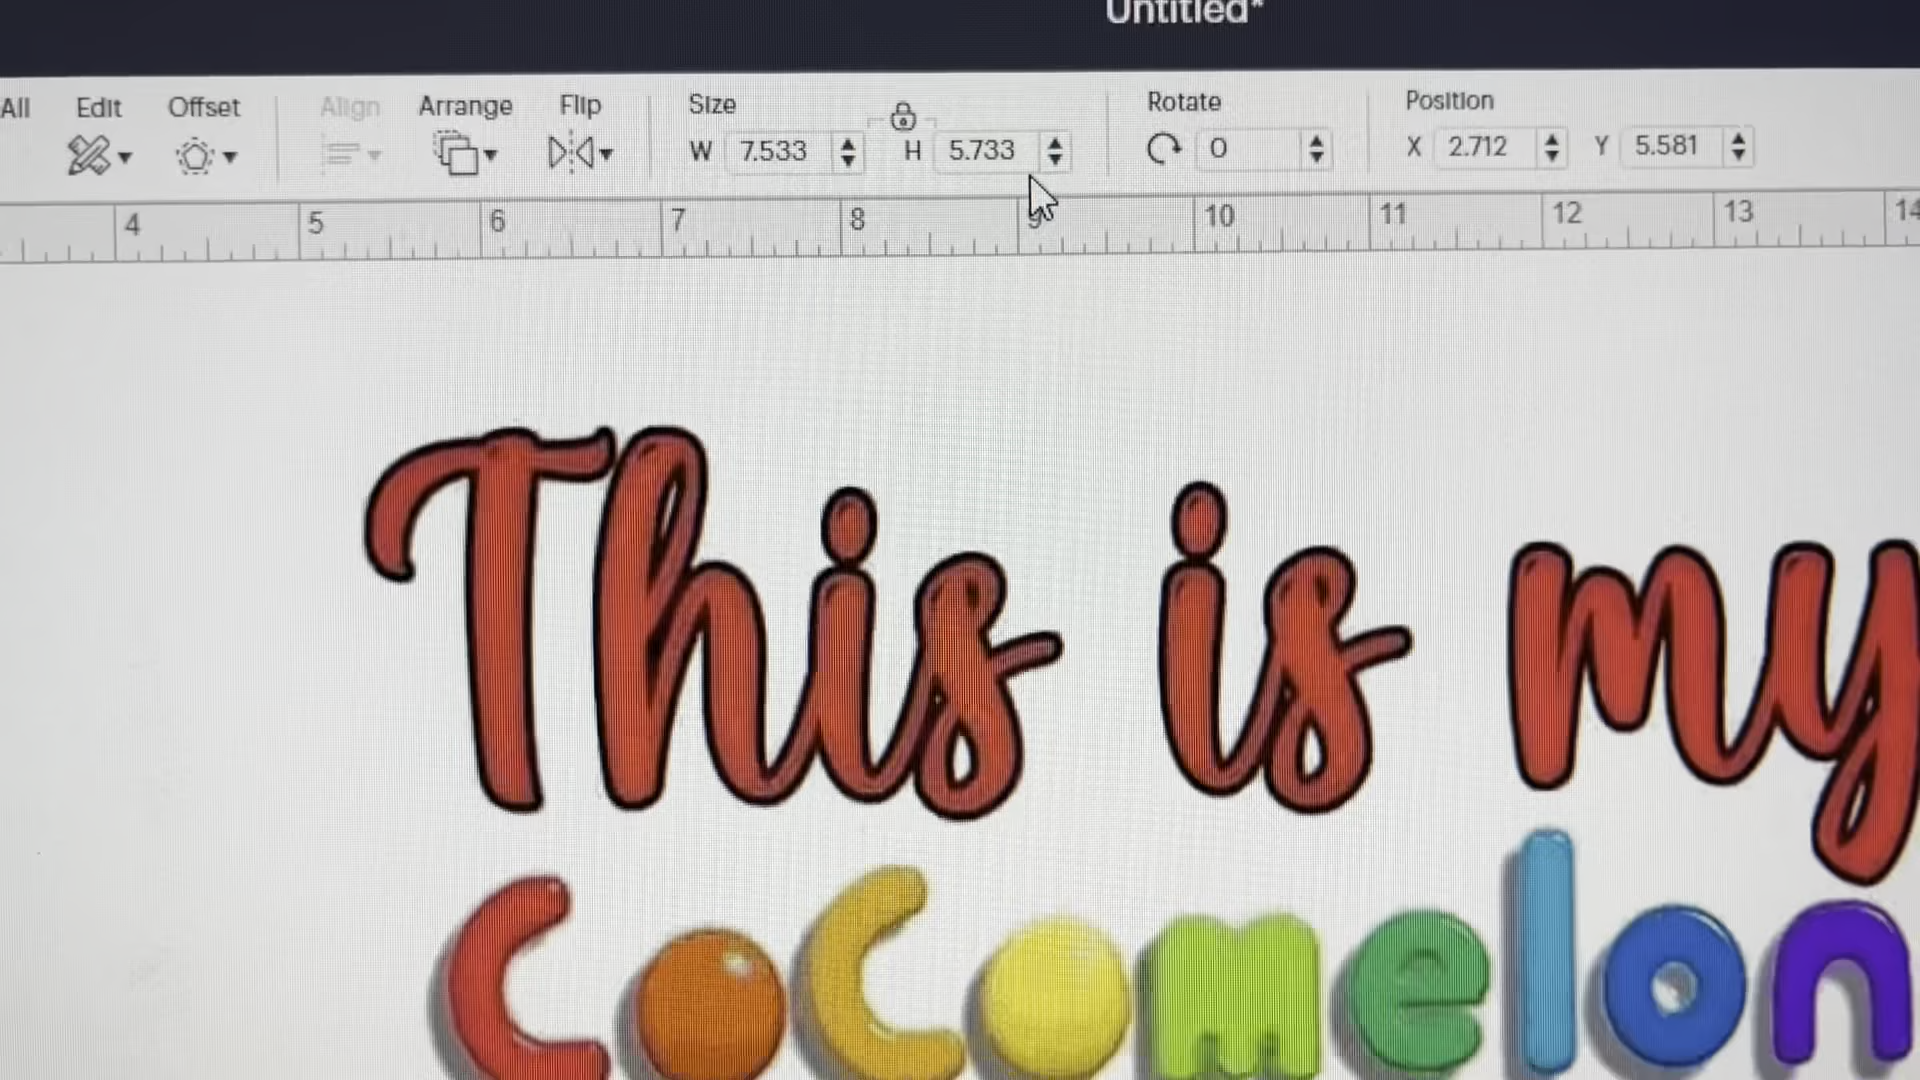 Untitled*
All Edit Offset Align Arrange Flip Size Rotate Position
W 7.533 H 5.733 0 X 2.712 Y 5.581
4 5 6 7 8 9 10 11 12 13 14
This is my
CoComelon